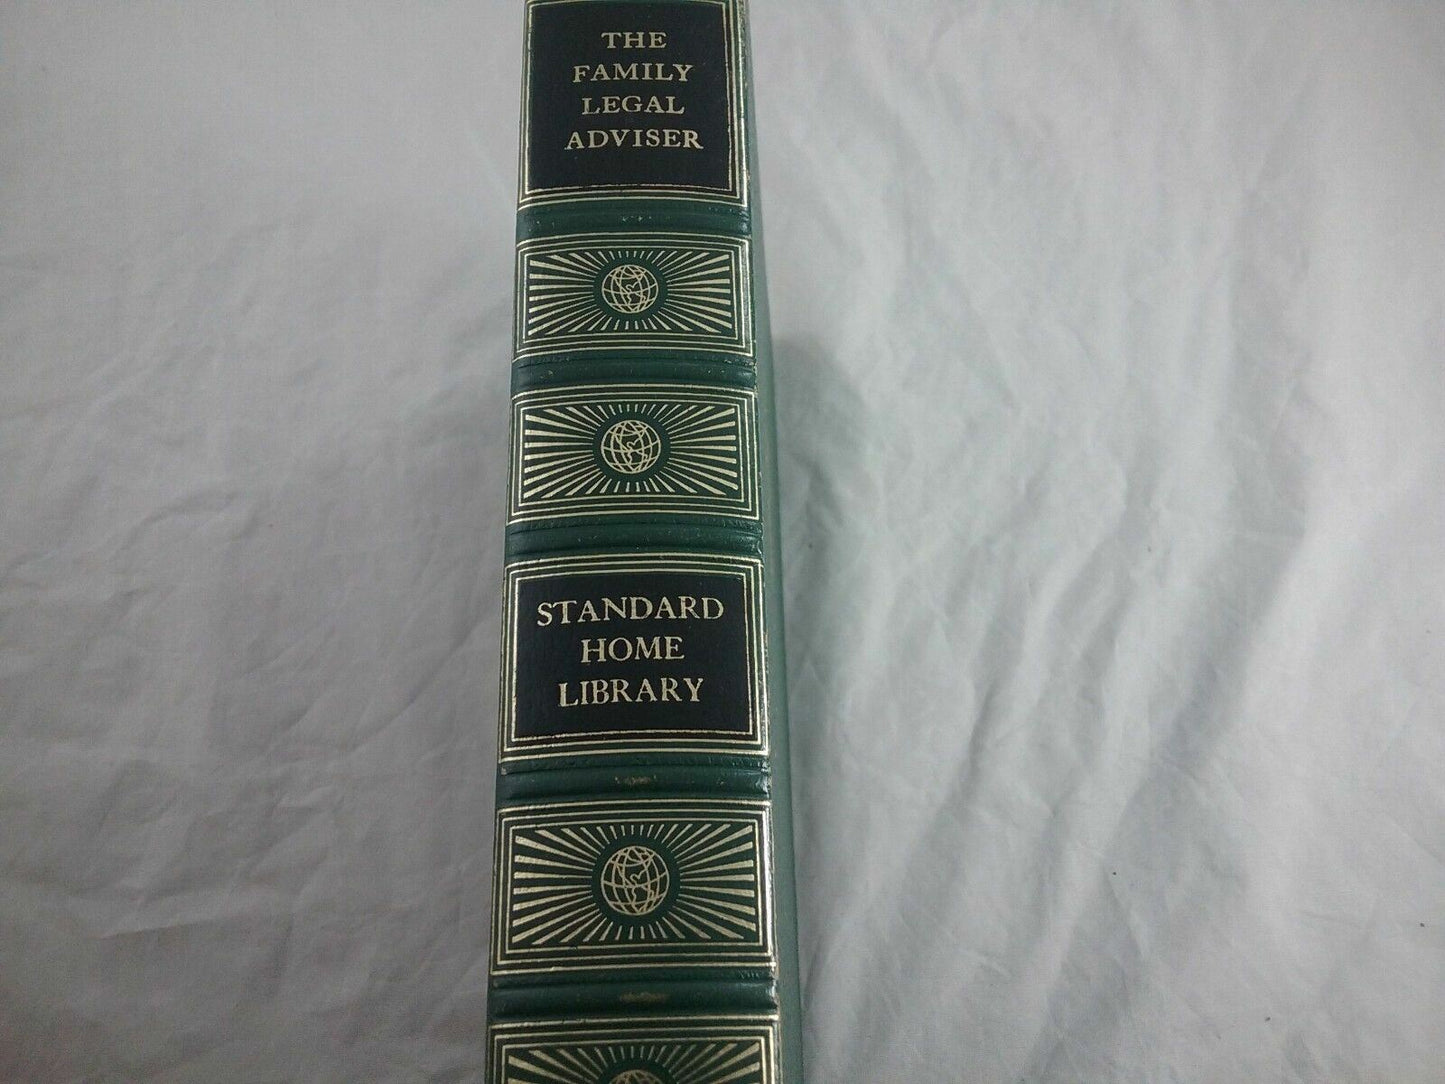 THE
FAMILY
LEGAL
ADVISER
STANDARD
HOME
LIBRARY